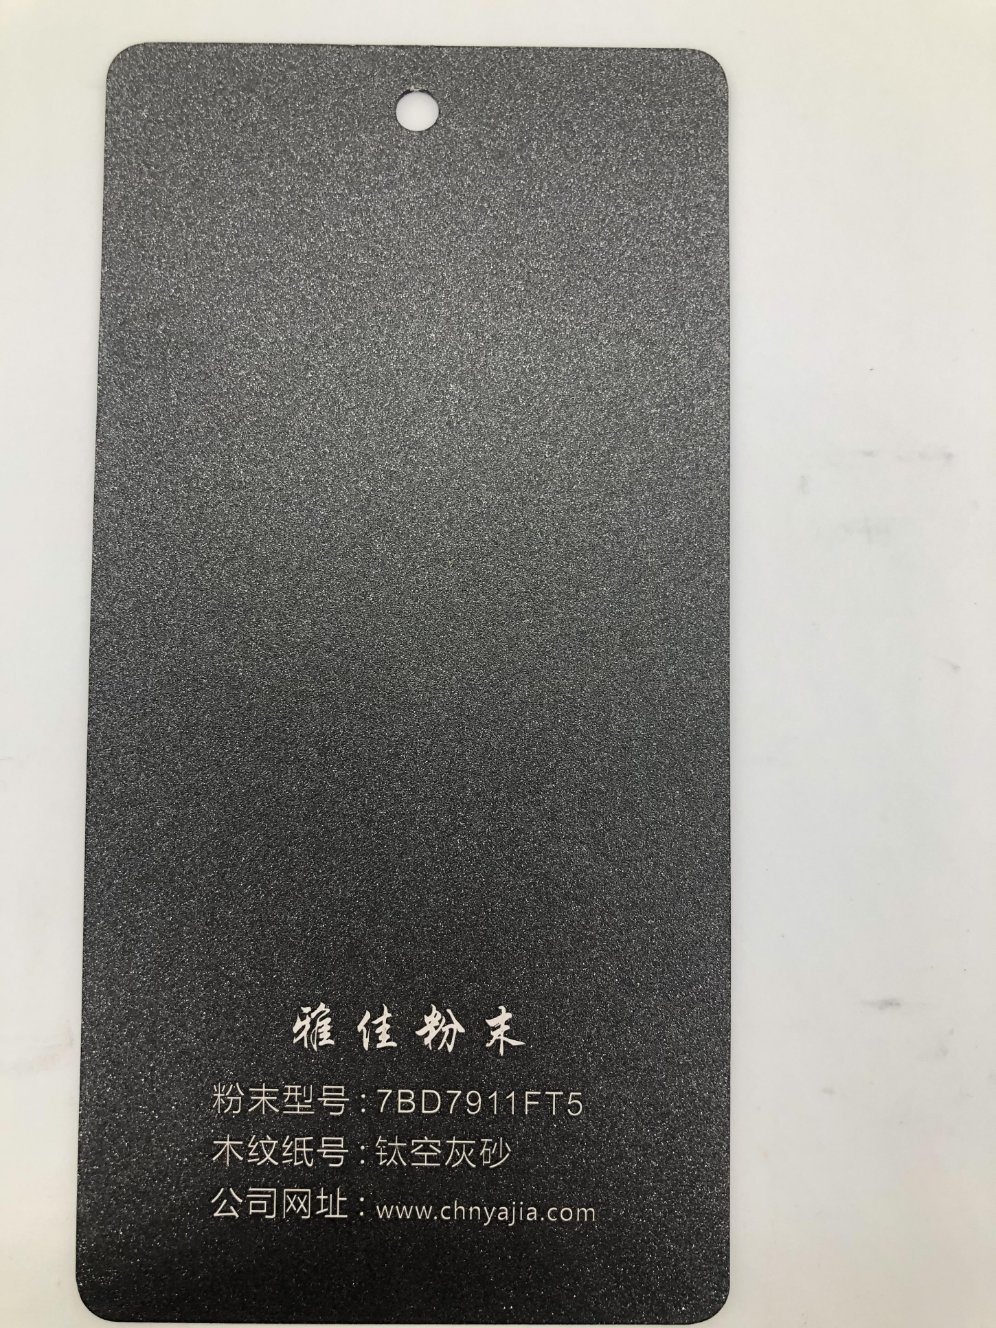 雅佳粉末
粉末型号：7BD7911FT5
木纹纸号：钛空灰砂
公司网址：www.chnyajia.com